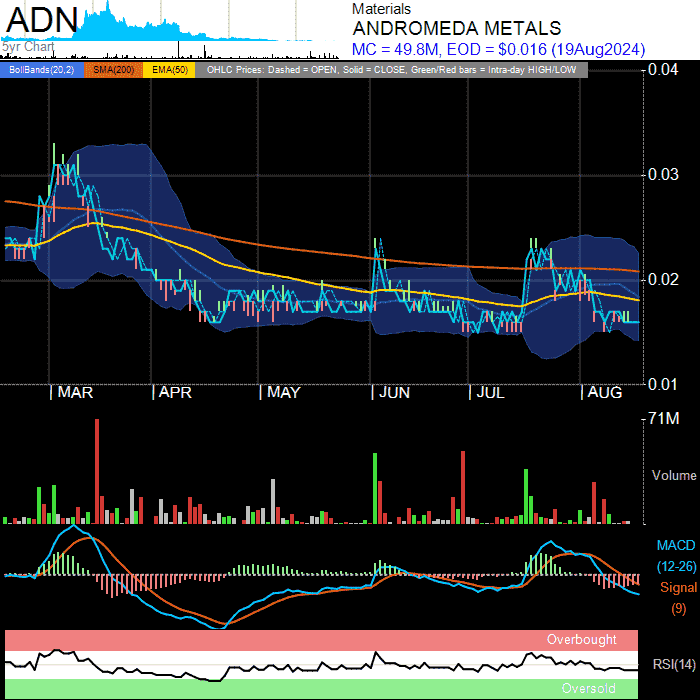 ADN
5yr Chart
Materials
ANDROMEDA METALS
MC = 49.8M, EOD = $0.016 (19Aug2024)
BollBands(20,2) SMA(200) EMA(50) OHLC Prices: Dashed = OPEN, Solid = CLOSE, Green/Red bars = Intra-day HIGH/LOW
0.04
0.03
0.02
0.01
MAR APR MAY JUN JUL AUG
71M
Volume
MACD
(12-26)
Signal
(9)
Overbought
RSI(14)
Oversold